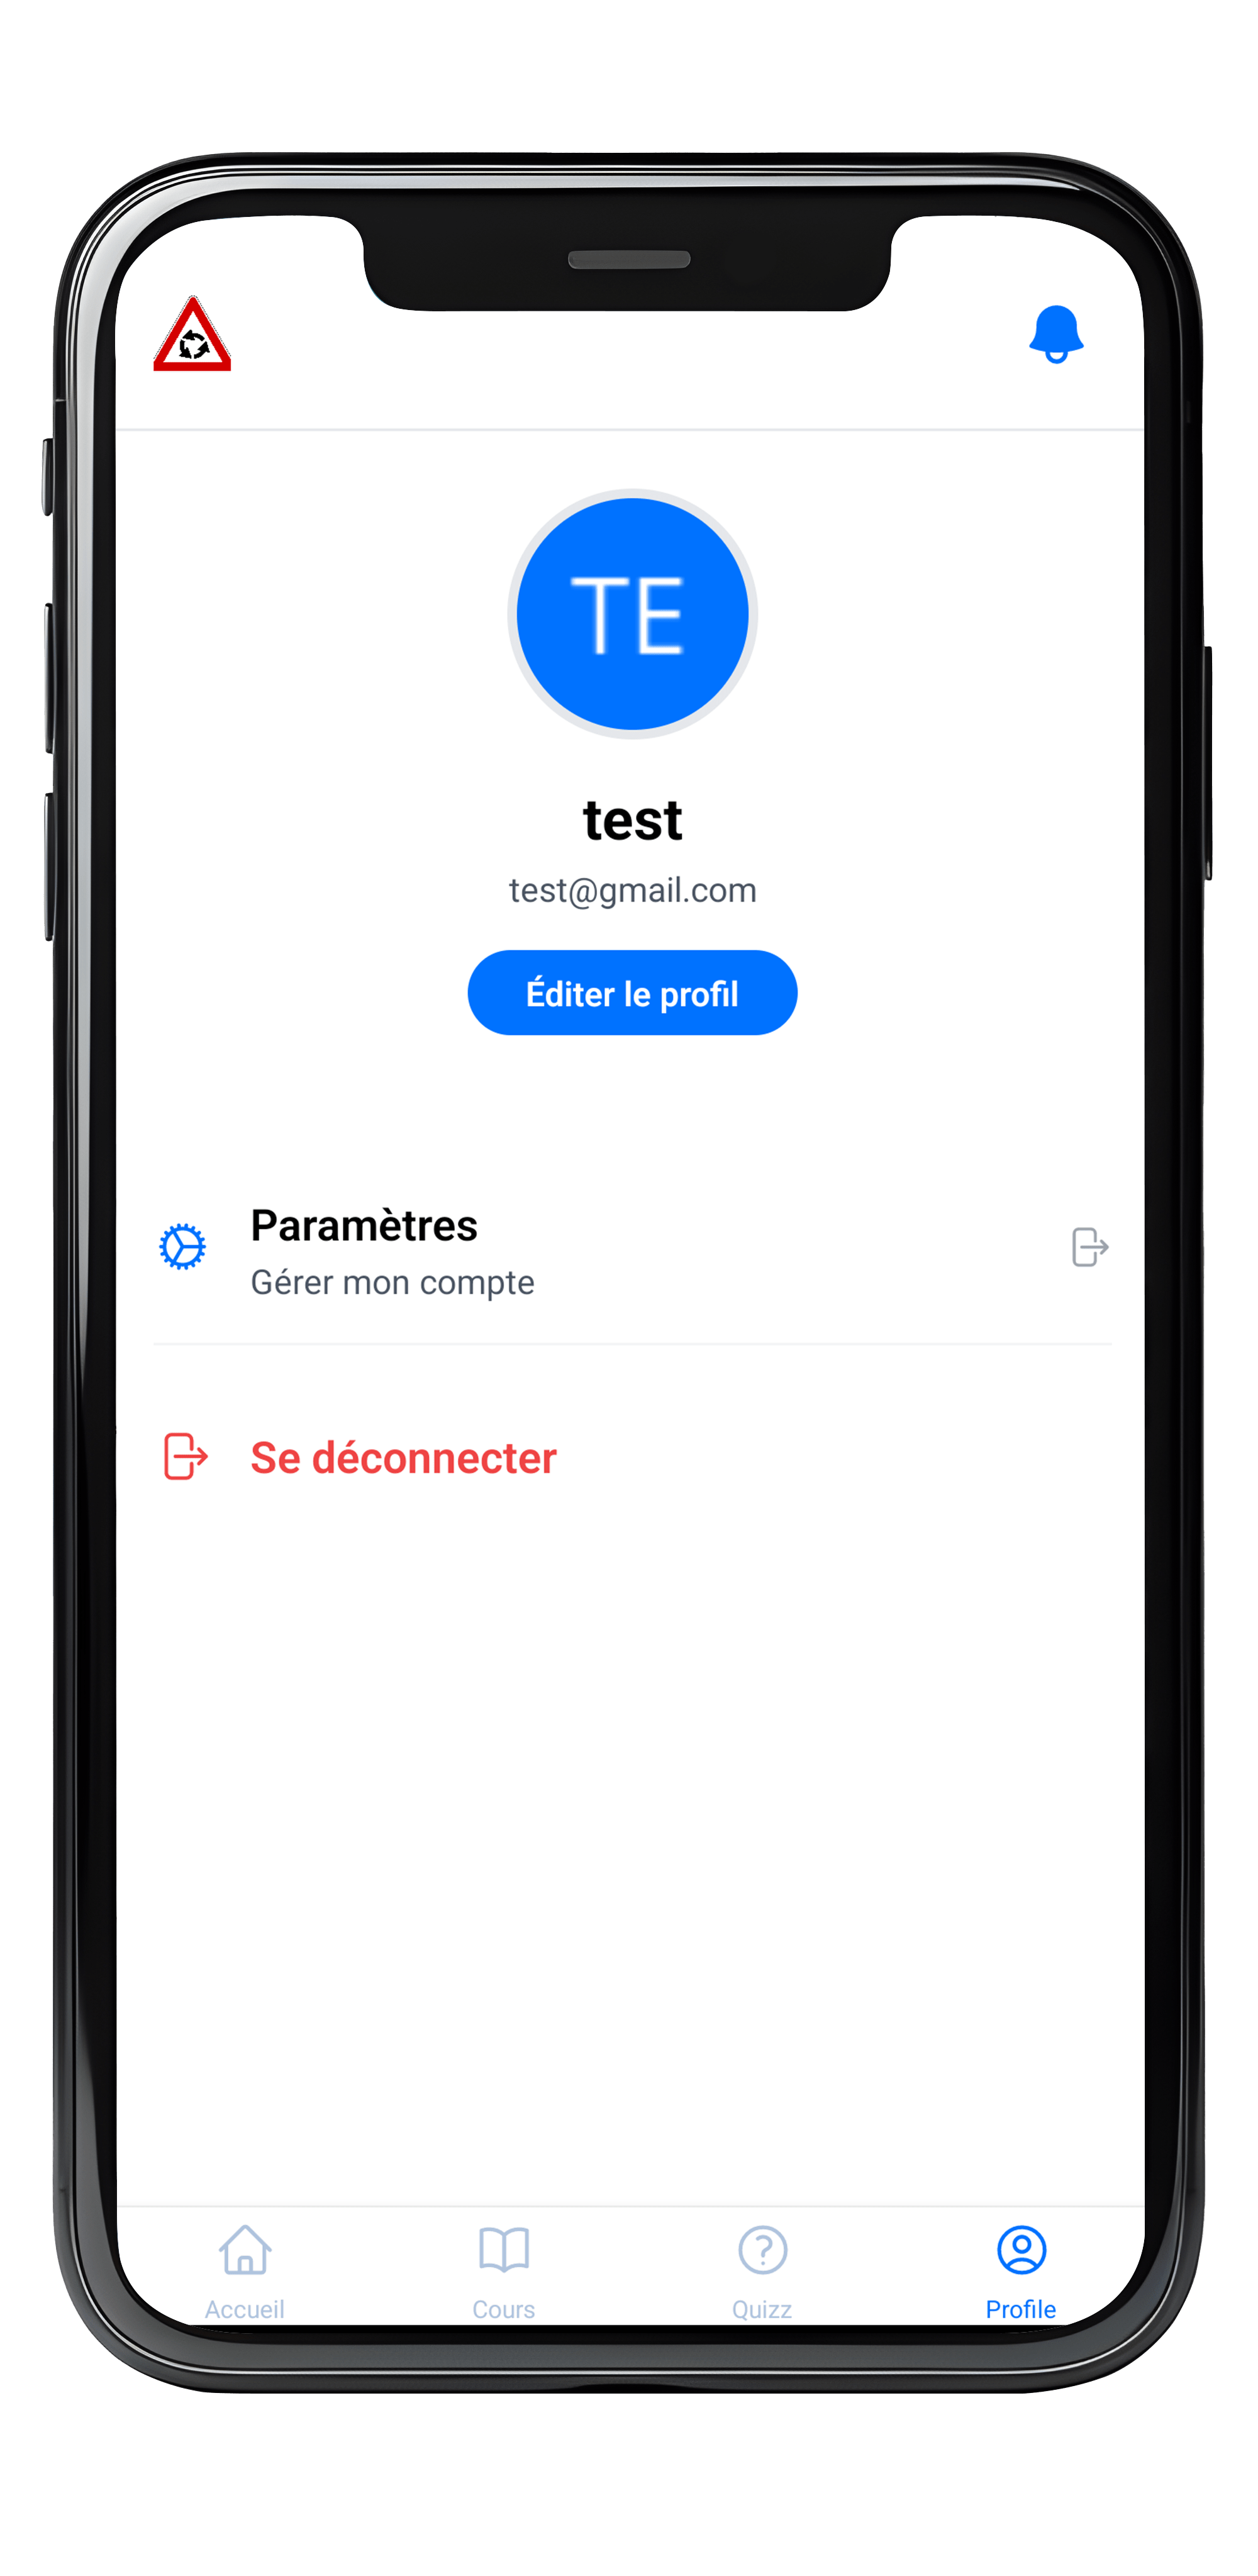 TE
test
test@gmail.com
Éditer le profil
Paramètres
Gérer mon compte
Se déconnecter
Accueil
Cours
Quizz
Profile